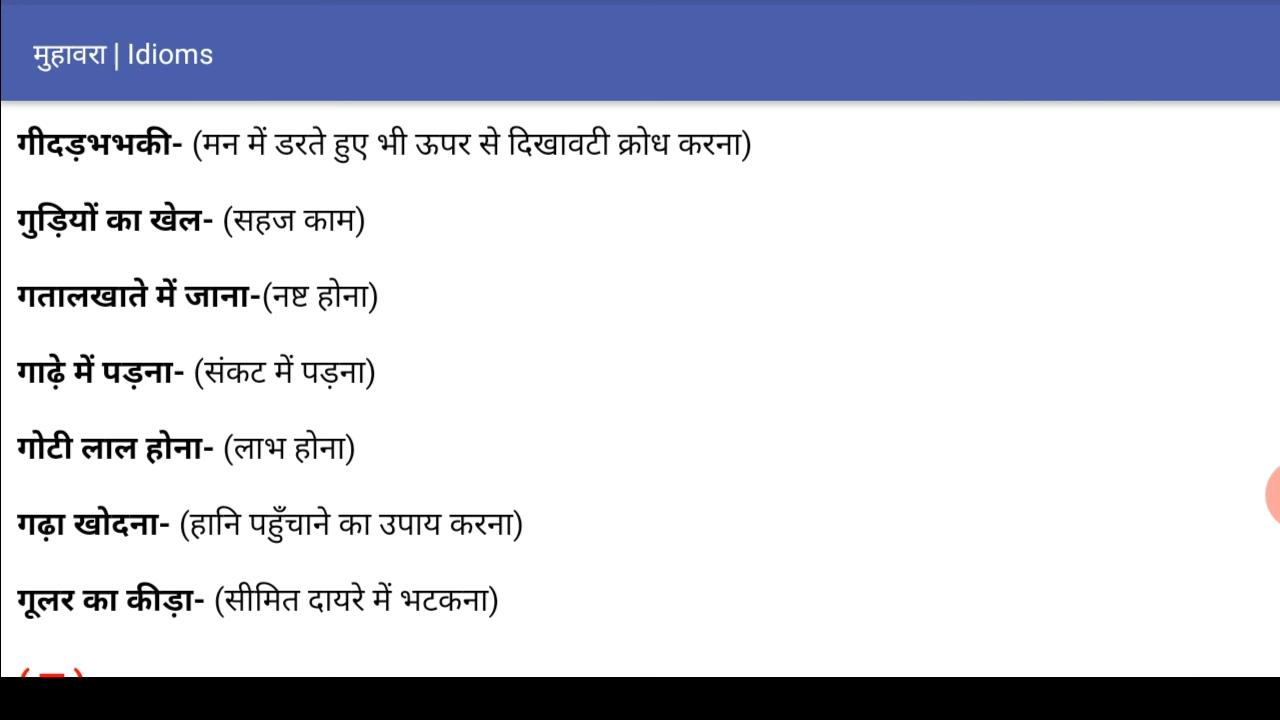 मुहावरा | Idioms
गीदड़भभकी- (मन में डरते हुए भी ऊपर से दिखावटी क्रोध करना)
गुड़ियों का खेल- (सहज काम)
गतालखाते में जाना-(नष्ट होना)
गाढ़े में पड़ना- (संकट में पड़ना)
गोटी लाल होना- (लाभ होना)
गढ़ा खोदना- (हानि पहुँचाने का उपाय करना)
गूलर का कीड़ा- (सीमित दायरे में भटकना)